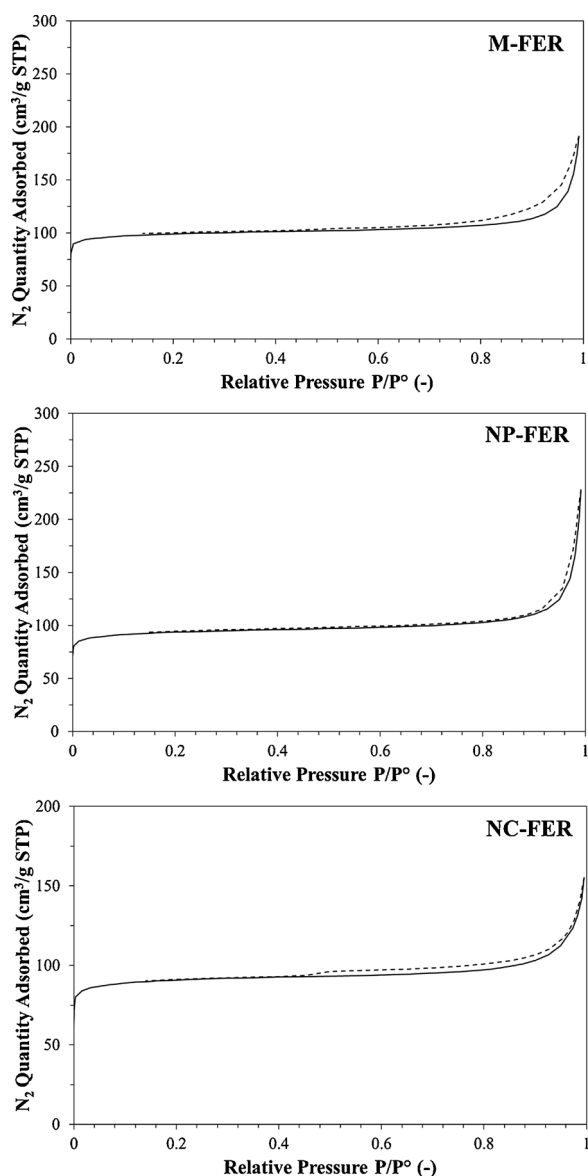 M-FER
N₂ Quantity Adsorbed (cm³/g STP)
300
250
200
150
100
50
0
0 0.2 0.4 0.6 0.8 1
Relative Pressure P/P° (-)
NP-FER
N₂ Quantity Adsorbed (cm³/g STP)
300
250
200
150
100
50
0
0 0.2 0.4 0.6 0.8 1
Relative Pressure P/P° (-)
NC-FER
N₂ Quantity Adsorbed (cm³/g STP)
200
150
100
50
0
0 0.2 0.4 0.6 0.8 1
Relative Pressure P/P° (-)